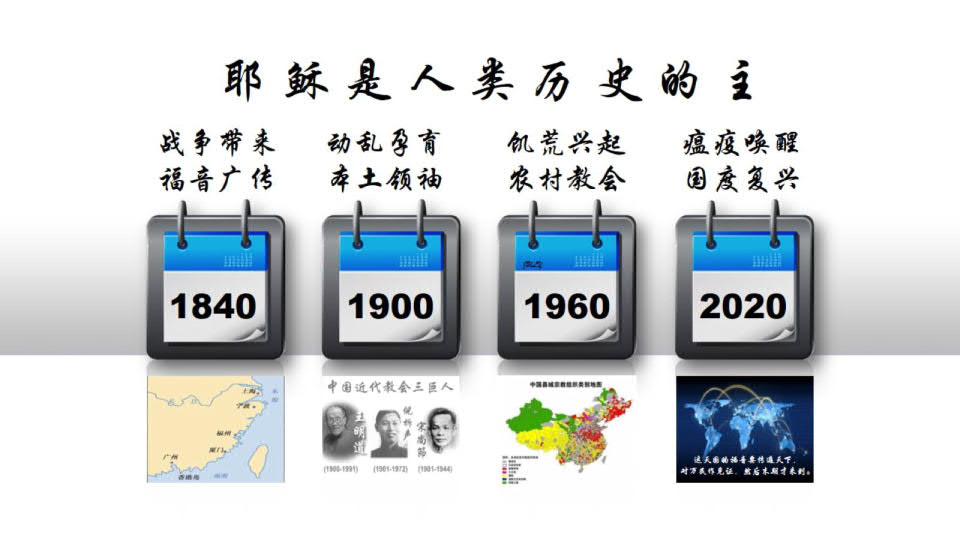 耶稣是人类历史的主
战争带来
福音广传
动乱孕育
本土领袖
饥荒兴起
农村教会
瘟疫唤醒
国度复兴
1840
1900
1960
2020
上海
宁波
福州
厦门
广州
香港岛
东海
南海
中国近代教会三巨人
王明道
倪柝声
宋尚节
(1900-1991)
(1901-1972)
(1901-1944)
中国县域宗教组织类别地图
这天国的福音要传遍天下,
对万民作见证,然后末期才来到。